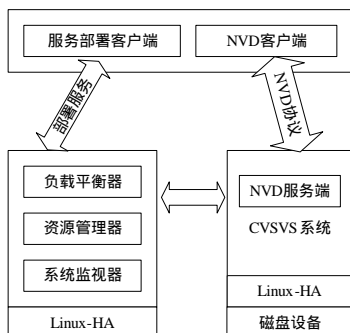 服务部署客户端
NVD客户端
部署服务
NVD协议
负载平衡器
资源管理器
系统监视器
Linux-HA
NVD服务端
CVSVS 系统
Linux-HA
磁盘设备